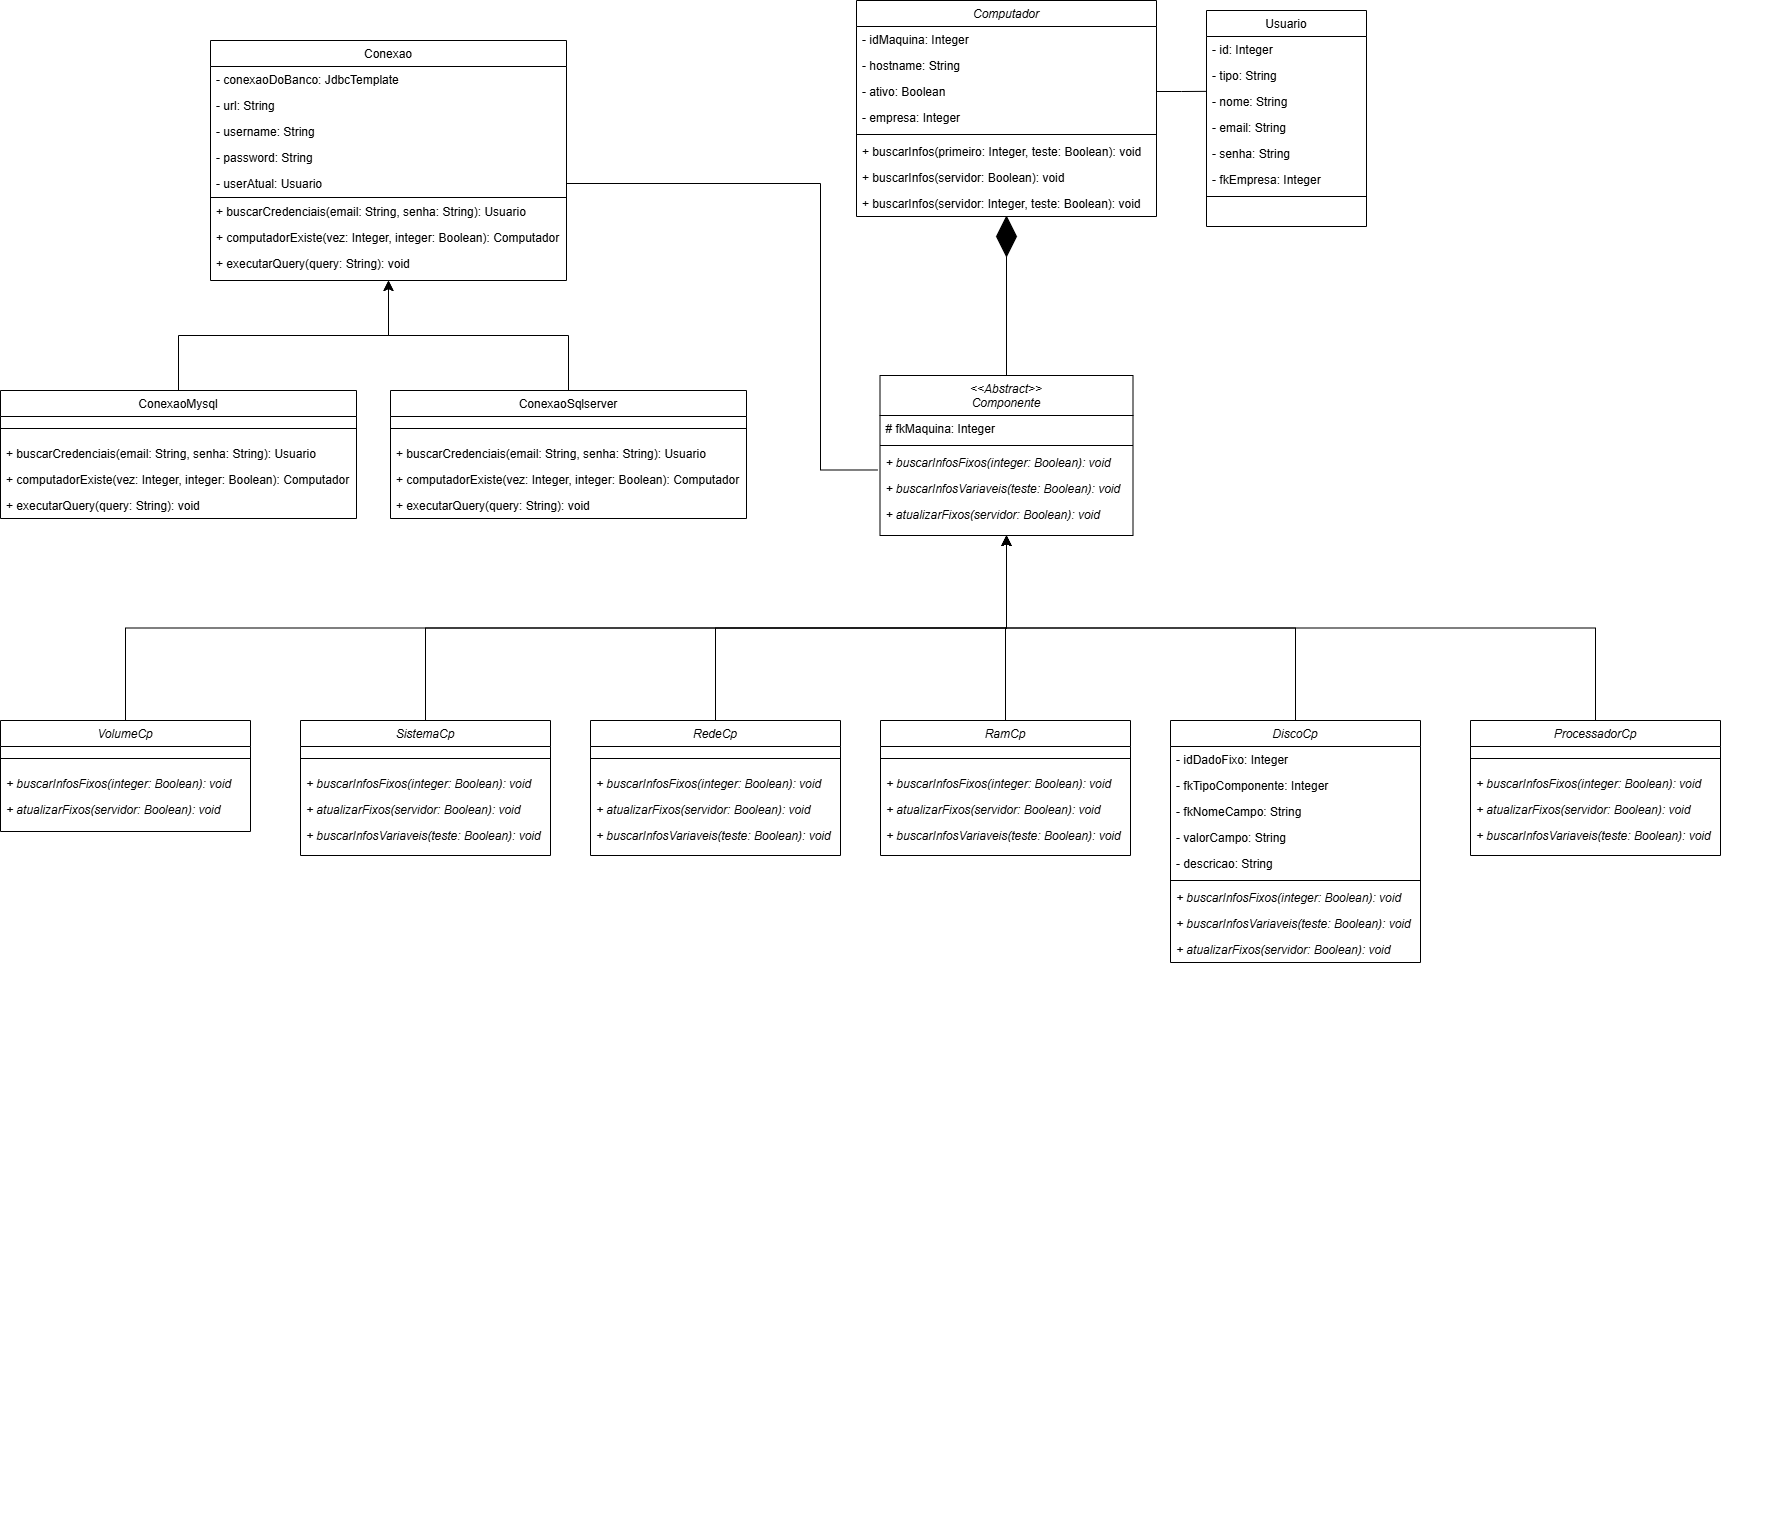 Conexao
- conexaoDoBanco: JdbcTemplate
- url: String
- username: String
- password: String
- userAtual: Usuario
+ buscarCredenciais(email: String, senha: String): Usuario
+ computadorExiste(vez: Integer, integer: Boolean): Computador
+ executarQuery(query: String): void
Computador
- idMaquina: Integer
- hostname: String
- ativo: Boolean
- empresa: Integer
+ buscarInfos(primeiro: Integer, teste: Boolean): void
+ buscarInfos(servidor: Boolean): void
+ buscarInfos(servidor: Integer, teste: Boolean): void
Usuario
- id: Integer
- tipo: String
- nome: String
- email: String
- senha: String
- fkEmpresa: Integer
ConexaoMysql
+ buscarCredenciais(email: String, senha: String): Usuario
+ computadorExiste(vez: Integer, integer: Boolean): Computador
+ executarQuery(query: String): void
ConexaoSqlserver
+ buscarCredenciais(email: String, senha: String): Usuario
+ computadorExiste(vez: Integer, integer: Boolean): Computador
+ executarQuery(query: String): void
<<Abstract>>
Componente
# fkMaquina: Integer
+ buscarInfosFixos(integer: Boolean): void
+ buscarInfosVariaveis(teste: Boolean): void
+ atualizarFixos(servidor: Boolean): void
VolumeCp
+ buscarInfosFixos(integer: Boolean): void
+ atualizarFixos(servidor: Boolean): void
SistemaCp
+ buscarInfosFixos(integer: Boolean): void
+ atualizarFixos(servidor: Boolean): void
+ buscarInfosVariaveis(teste: Boolean): void
RedeCp
+ buscarInfosFixos(integer: Boolean): void
+ atualizarFixos(servidor: Boolean): void
+ buscarInfosVariaveis(teste: Boolean): void
RamCp
+ buscarInfosFixos(integer: Boolean): void
+ atualizarFixos(servidor: Boolean): void
+ buscarInfosVariaveis(teste: Boolean): void
DiscoCp
- idDadoFixo: Integer
- fkTipoComponente: Integer
- fkNomeCampo: String
- valorCampo: String
- descricao: String
+ buscarInfosFixos(integer: Boolean): void
+ buscarInfosVariaveis(teste: Boolean): void
+ atualizarFixos(servidor: Boolean): void
ProcessadorCp
+ buscarInfosFixos(integer: Boolean): void
+ atualizarFixos(servidor: Boolean): void
+ buscarInfosVariaveis(teste: Boolean): void